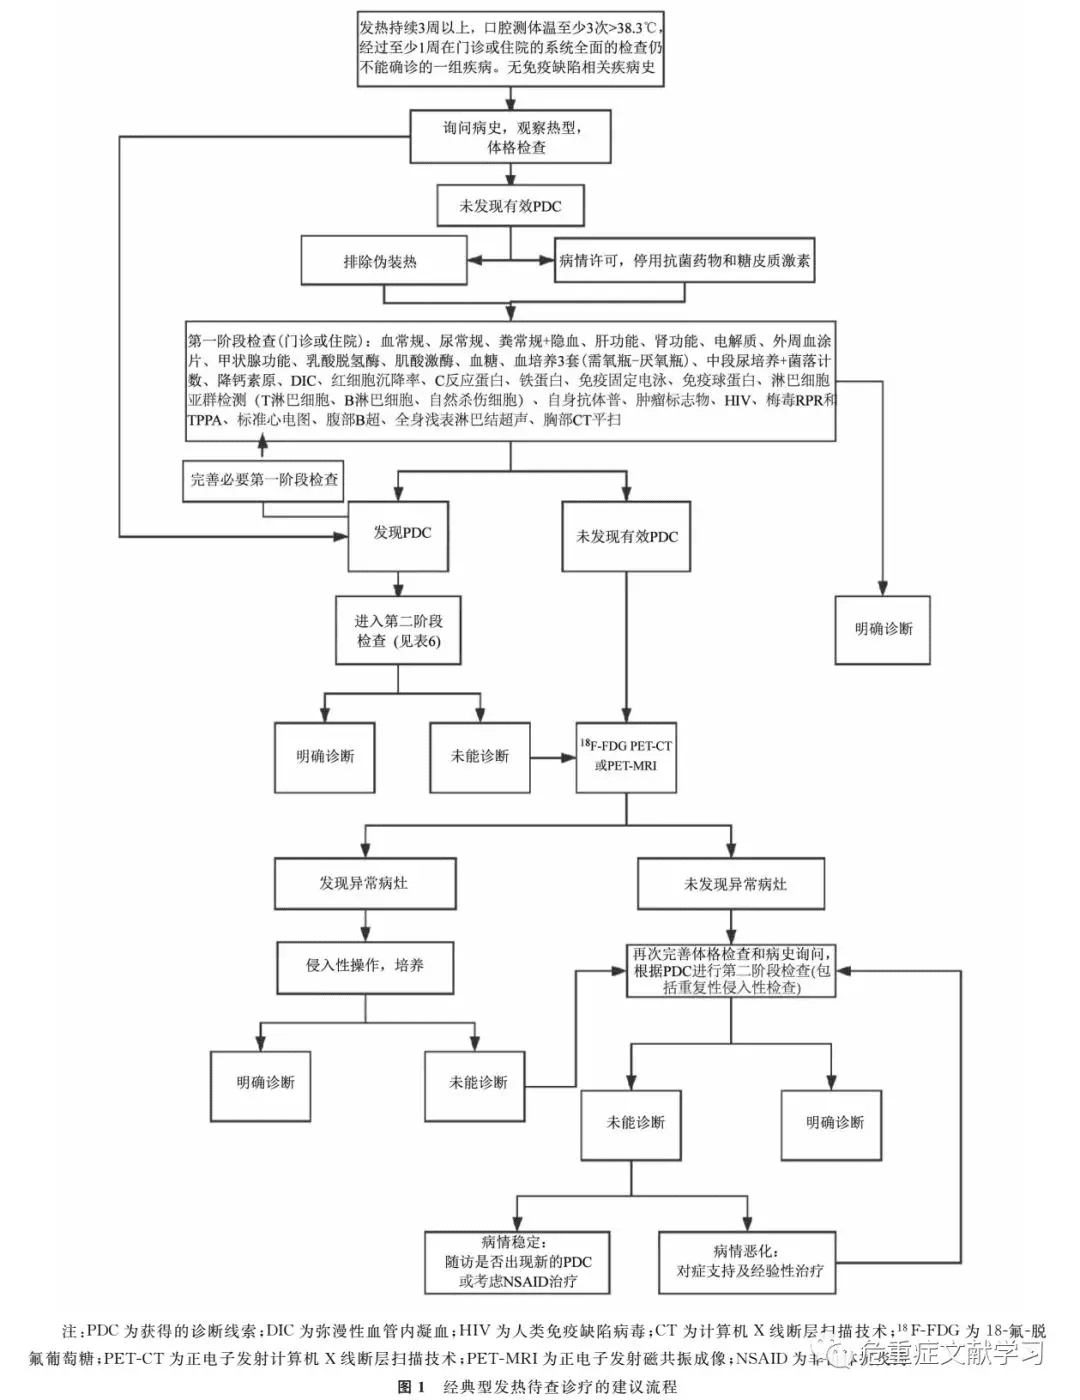 发热持续3周以上，口腔测体温至少3次>38.3℃，
经过至少1周在门诊或住院的系统全面的检查仍
不能确诊的一组疾病。无免疫缺陷相关疾病史
询问病史，观察热型，
体格检查
未发现有效PDC
排除伪装热
病情许可，停用抗菌药物和糖皮质激素
第一阶段检查(门诊或住院)：血常规、尿常规、粪常规+隐血、肝功能、肾功能、电解质、外周血涂
片、甲状腺功能、乳酸脱氢酶、肌酸激酶、血糖、血培养3套(需氧瓶-厌氧瓶)、中段尿培养+菌落计
数、降钙素原、DIC、红细胞沉降率、C反应蛋白、铁蛋白、免疫固定电泳、免疫球蛋白、淋巴细胞
亚群检测（T淋巴细胞、B淋巴细胞、自然杀伤细胞）、自身抗体普、肿瘤标志物、HIV、梅毒RPR和
TPPA、标准心电图、腹部B超、全身浅表淋巴结超声、胸部CT平扫
完善必要第一阶段检查
发现PDC
未发现有效PDC
进入第二阶段
检查 (见表6)
明确诊断
明确诊断
未能诊断
18F-FDG PET-CT
或PET-MRI
发现异常病灶
未发现异常病灶
侵入性操作，培养
再次完善体格检查和病史询问，
根据PDC进行第二阶段检查(包
括重复性侵入性检查)
明确诊断
未能诊断
未能诊断
明确诊断
病情稳定：
随访是否出现新的PDC
或考虑NSAID治疗
病情恶化：
对症支持及经验性治疗
注:PDC 为获得的诊断线索;DIC 为弥漫性血管内凝血;HIV 为人类免疫缺陷病毒;CT 为计算机 X 线断层扫描技术;18F-FDG 为 18-氟-脱
氟葡萄糖;PET-CT 为正电子发射计算机 X 线断层扫描技术;PET-MRI 为正电子发射磁共振成像;NSAID 为
危重症文献学习
图 1 经典型发热待查诊疗的建议流程